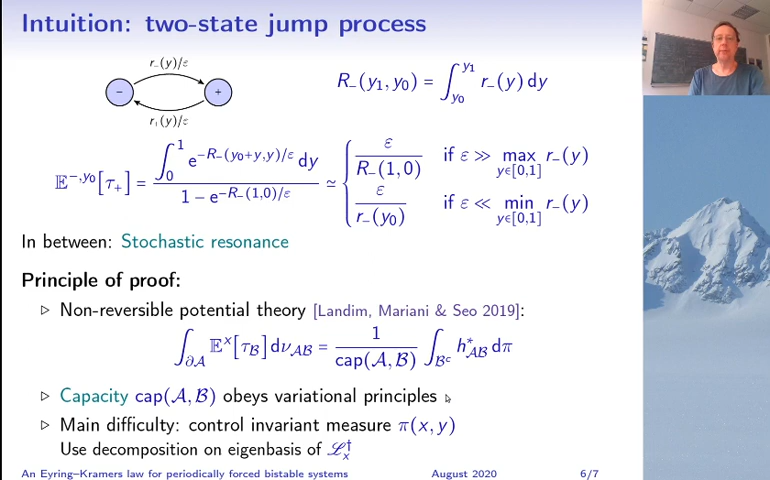 Intuition: two-state jump process
r₋(y)/ε
− +
r₊(y)/ε
R₋(y₁, y₀) = ∫_{y₀}^{y₁} r₋(y) dy
𝔼^{−,y₀}[τ₊] = ∫₀¹ e^{−R₋(y₀+y,y)/ε} dy / (1 − e^{−R₋(1,0)/ε}) ≃ { ε / R₋(1,0) if ε ≫ max_{y∈[0,1]} r₋(y)
ε / r₋(y₀) if ε ≪ min_{y∈[0,1]} r₋(y)
In between: Stochastic resonance
Principle of proof:
▷ Non-reversible potential theory [Landim, Mariani & Seo 2019]:
∫_{∂𝒜} 𝔼ˣ[τ_ℬ] dν_{𝒜ℬ} = 1 / cap(𝒜, ℬ) ∫_{ℬᶜ} h*_{𝒜ℬ} dπ
▷ Capacity cap(𝒜, ℬ) obeys variational principles
▷ Main difficulty: control invariant measure π(x, y)
Use decomposition on eigenbasis of ℒₓ†
An Eyring–Kramers law for periodically forced bistable systems August 2020 6/7